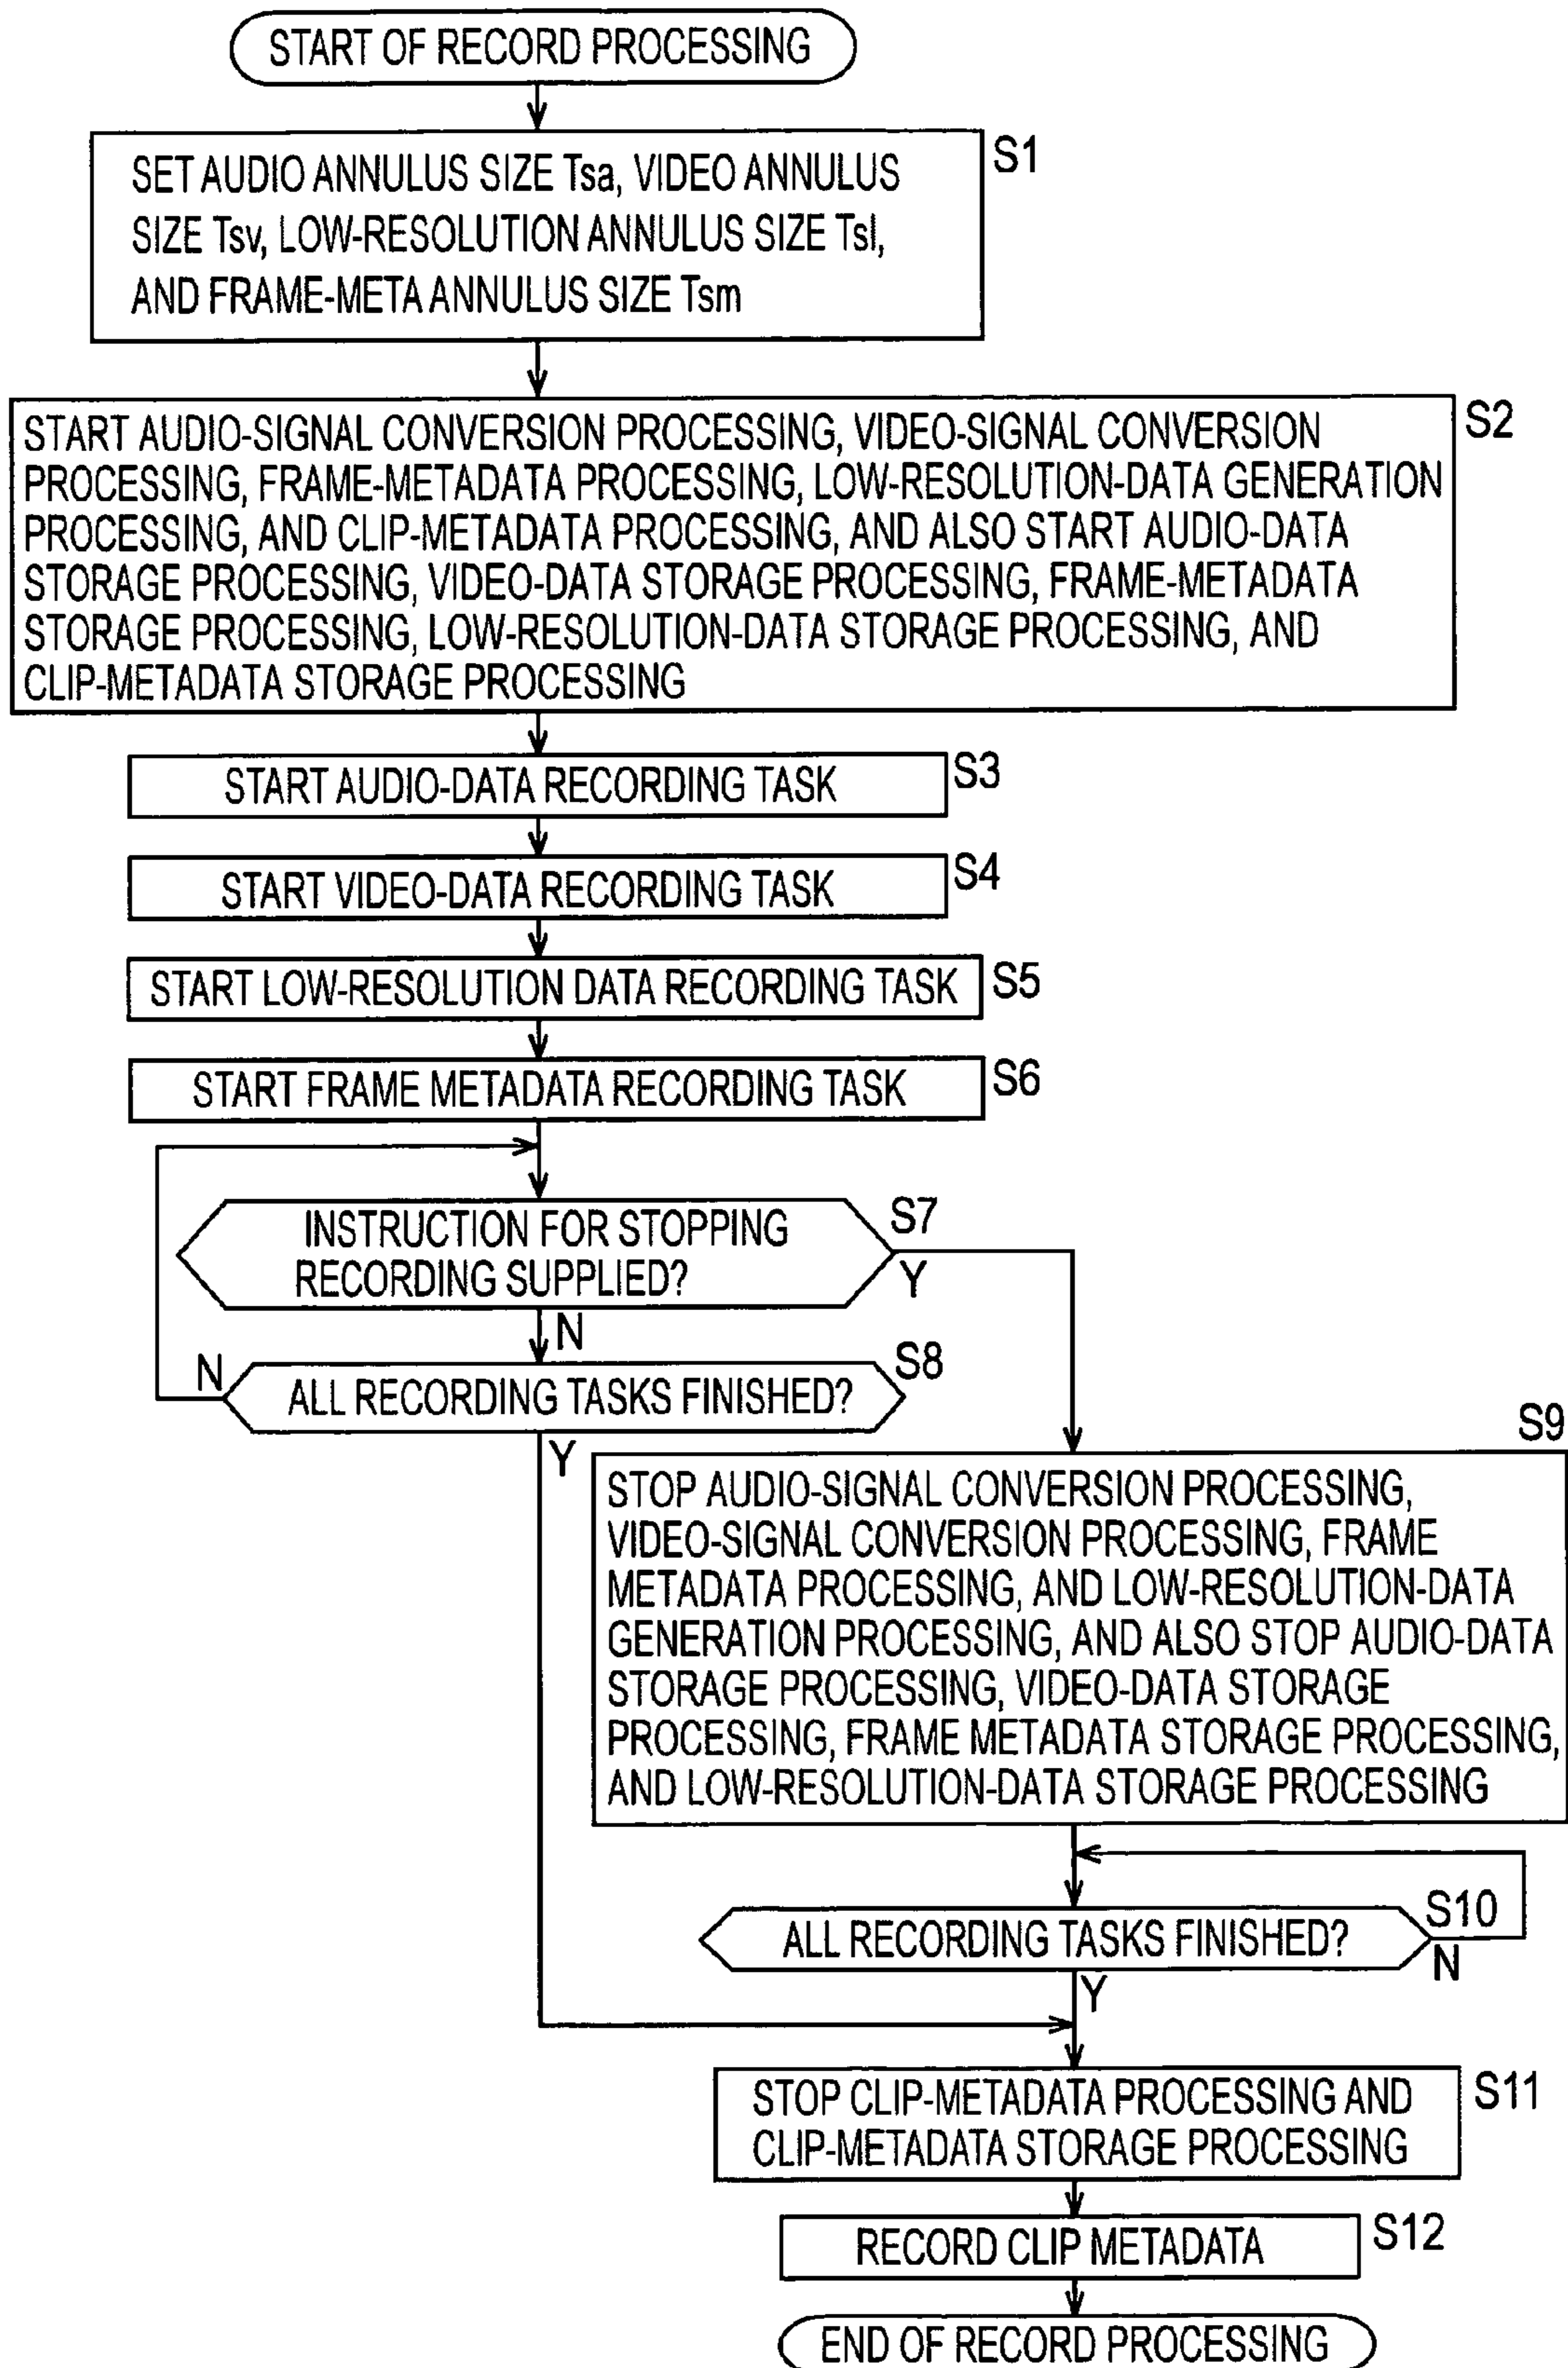 START OF RECORD PROCESSING
S1
SET AUDIO ANNULUS SIZE Tsa, VIDEO ANNULUS
SIZE Tsv, LOW-RESOLUTION ANNULUS SIZE Tsl,
AND FRAME-META ANNULUS SIZE Tsm
S2
START AUDIO-SIGNAL CONVERSION PROCESSING, VIDEO-SIGNAL CONVERSION
PROCESSING, FRAME-METADATA PROCESSING, LOW-RESOLUTION-DATA GENERATION
PROCESSING, AND CLIP-METADATA PROCESSING, AND ALSO START AUDIO-DATA
STORAGE PROCESSING, VIDEO-DATA STORAGE PROCESSING, FRAME-METADATA
STORAGE PROCESSING, LOW-RESOLUTION-DATA STORAGE PROCESSING, AND
CLIP-METADATA STORAGE PROCESSING
S3
START AUDIO-DATA RECORDING TASK
S4
START VIDEO-DATA RECORDING TASK
S5
START LOW-RESOLUTION DATA RECORDING TASK
S6
START FRAME METADATA RECORDING TASK
S7
INSTRUCTION FOR STOPPING
RECORDING SUPPLIED?
Y
N
S8
N
ALL RECORDING TASKS FINISHED?
Y
S9
STOP AUDIO-SIGNAL CONVERSION PROCESSING,
VIDEO-SIGNAL CONVERSION PROCESSING, FRAME
METADATA PROCESSING, AND LOW-RESOLUTION-DATA
GENERATION PROCESSING, AND ALSO STOP AUDIO-DATA
STORAGE PROCESSING, VIDEO-DATA STORAGE
PROCESSING, FRAME METADATA STORAGE PROCESSING,
AND LOW-RESOLUTION-DATA STORAGE PROCESSING
S10
ALL RECORDING TASKS FINISHED?
N
Y
S11
STOP CLIP-METADATA PROCESSING AND
CLIP-METADATA STORAGE PROCESSING
S12
RECORD CLIP METADATA
END OF RECORD PROCESSING